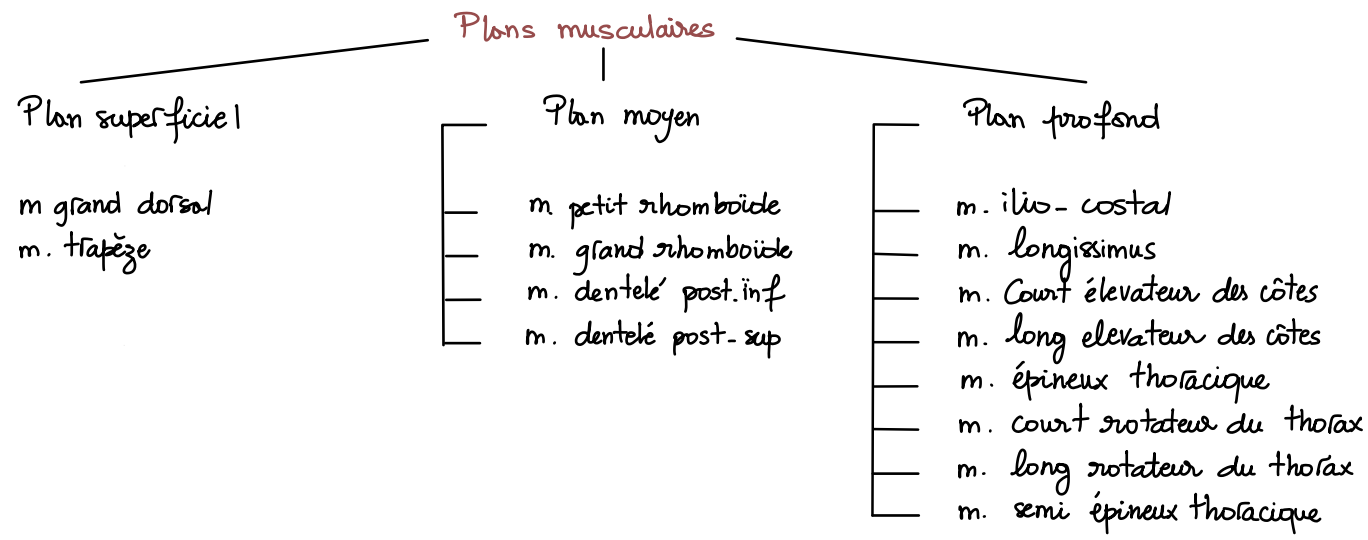 Plans musculaires
Plan superficiel
m grand dorsal
m. trapèze
Plan moyen
m petit rhomboïde
m. grand rhomboïde
m. dentelé post.inf
m. dentelé post-sup
Plan profond
m. ilio-costal
m. longissimus
m. Court élevateur des côtes
m. long elevateur des côtes
m. épineux thoracique
m. court rotateur du thorax
m. long rotateur du thorax
m. semi épineux thoracique